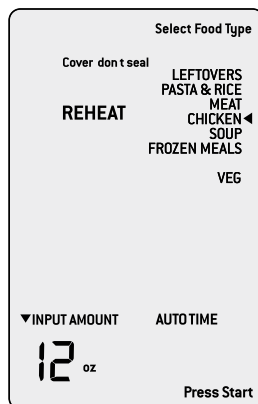 Select Food Type
Cover don t seal
LEFTOVERS
PASTA & RICE
MEAT
REHEAT
CHICKEN
SOUP
FROZEN MEALS
VEG
INPUT AMOUNT AUTO TIME
12 oz
Press Start